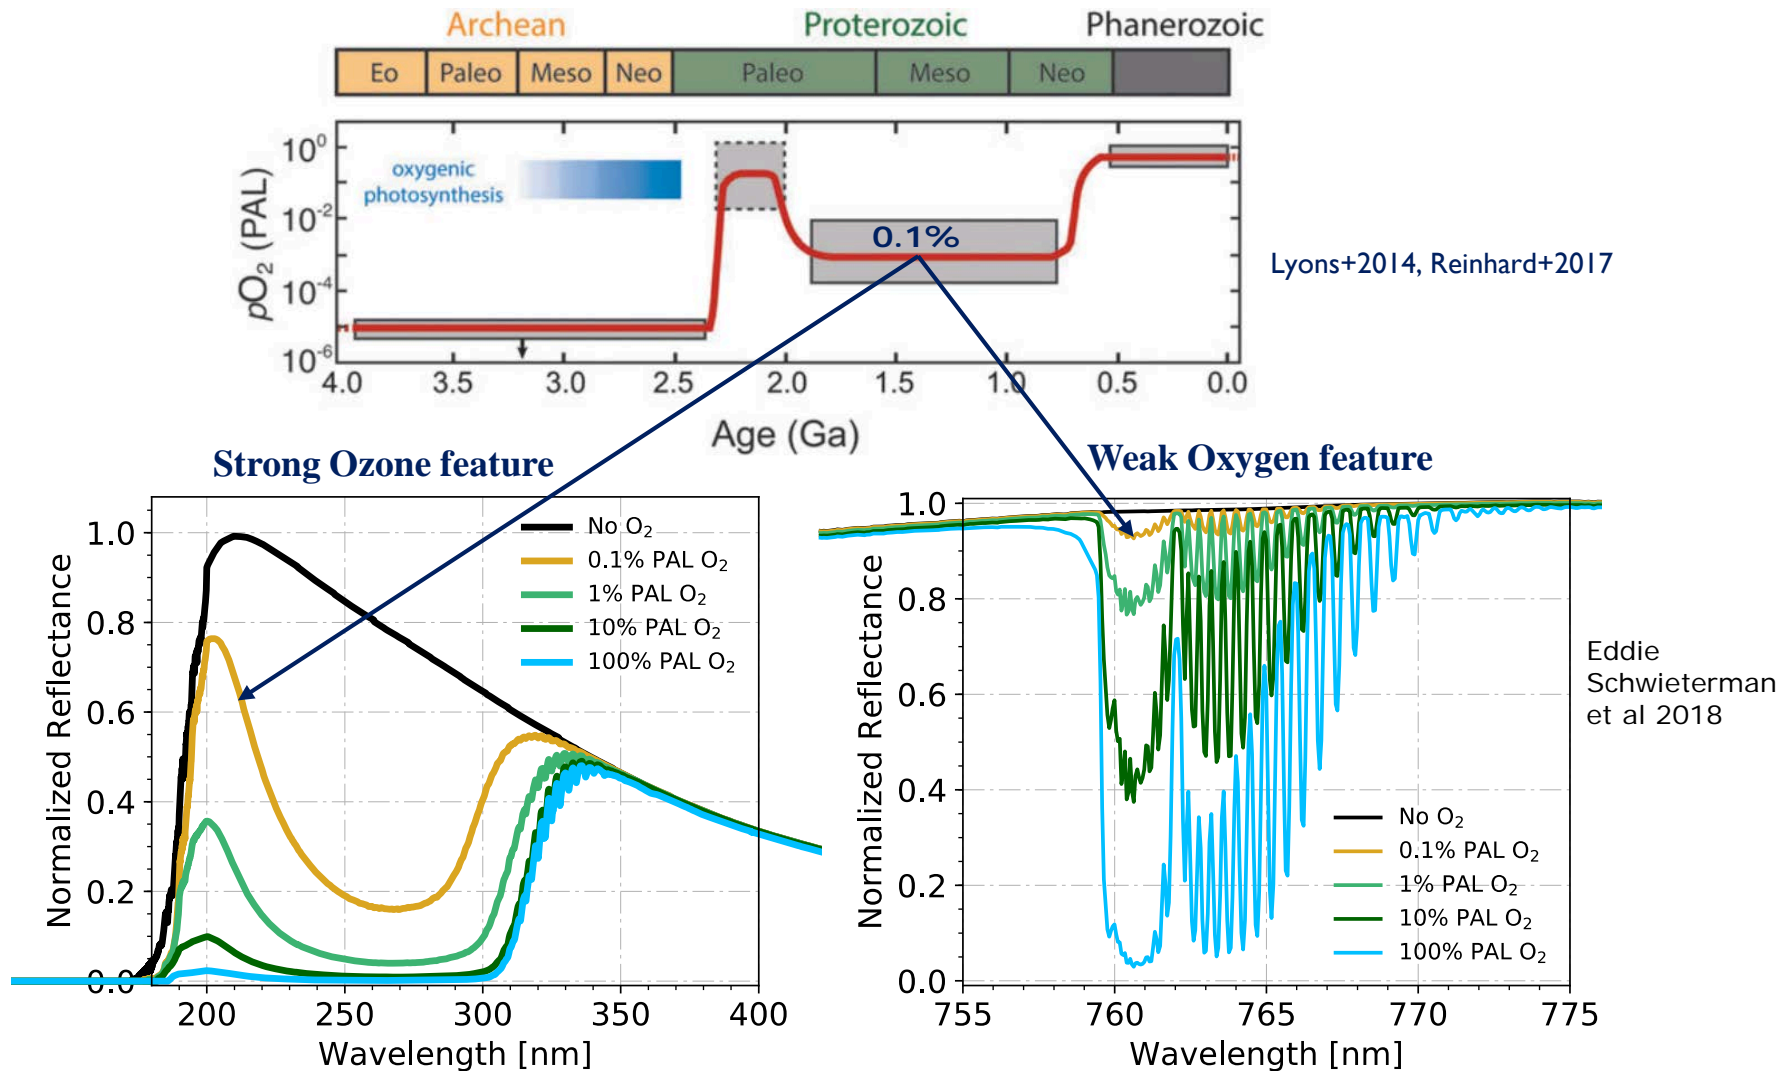 Archean Proterozoic Phanerozoic
Eo Paleo Meso Neo Paleo Meso Neo
oxygenic
photosynthesis
pO₂ (PAL)
10⁰
10⁻²
10⁻⁴
10⁻⁶
0.1%
4.0 3.5 3.0 2.5 2.0 1.5 1.0 0.5 0.0
Age (Ga)
Lyons+2014, Reinhard+2017
Strong Ozone feature
Normalized Reflectance
1.0
0.8
0.6
0.4
0.2
0.0
No O₂
0.1% PAL O₂
1% PAL O₂
10% PAL O₂
100% PAL O₂
200 250 300 350 400
Wavelength [nm]
Weak Oxygen feature
Normalized Reflectance
1.0
0.8
0.6
0.4
0.2
0.0
No O₂
0.1% PAL O₂
1% PAL O₂
10% PAL O₂
100% PAL O₂
755 760 765 770 775
Wavelength [nm]
Eddie
Schwieterman
et al 2018